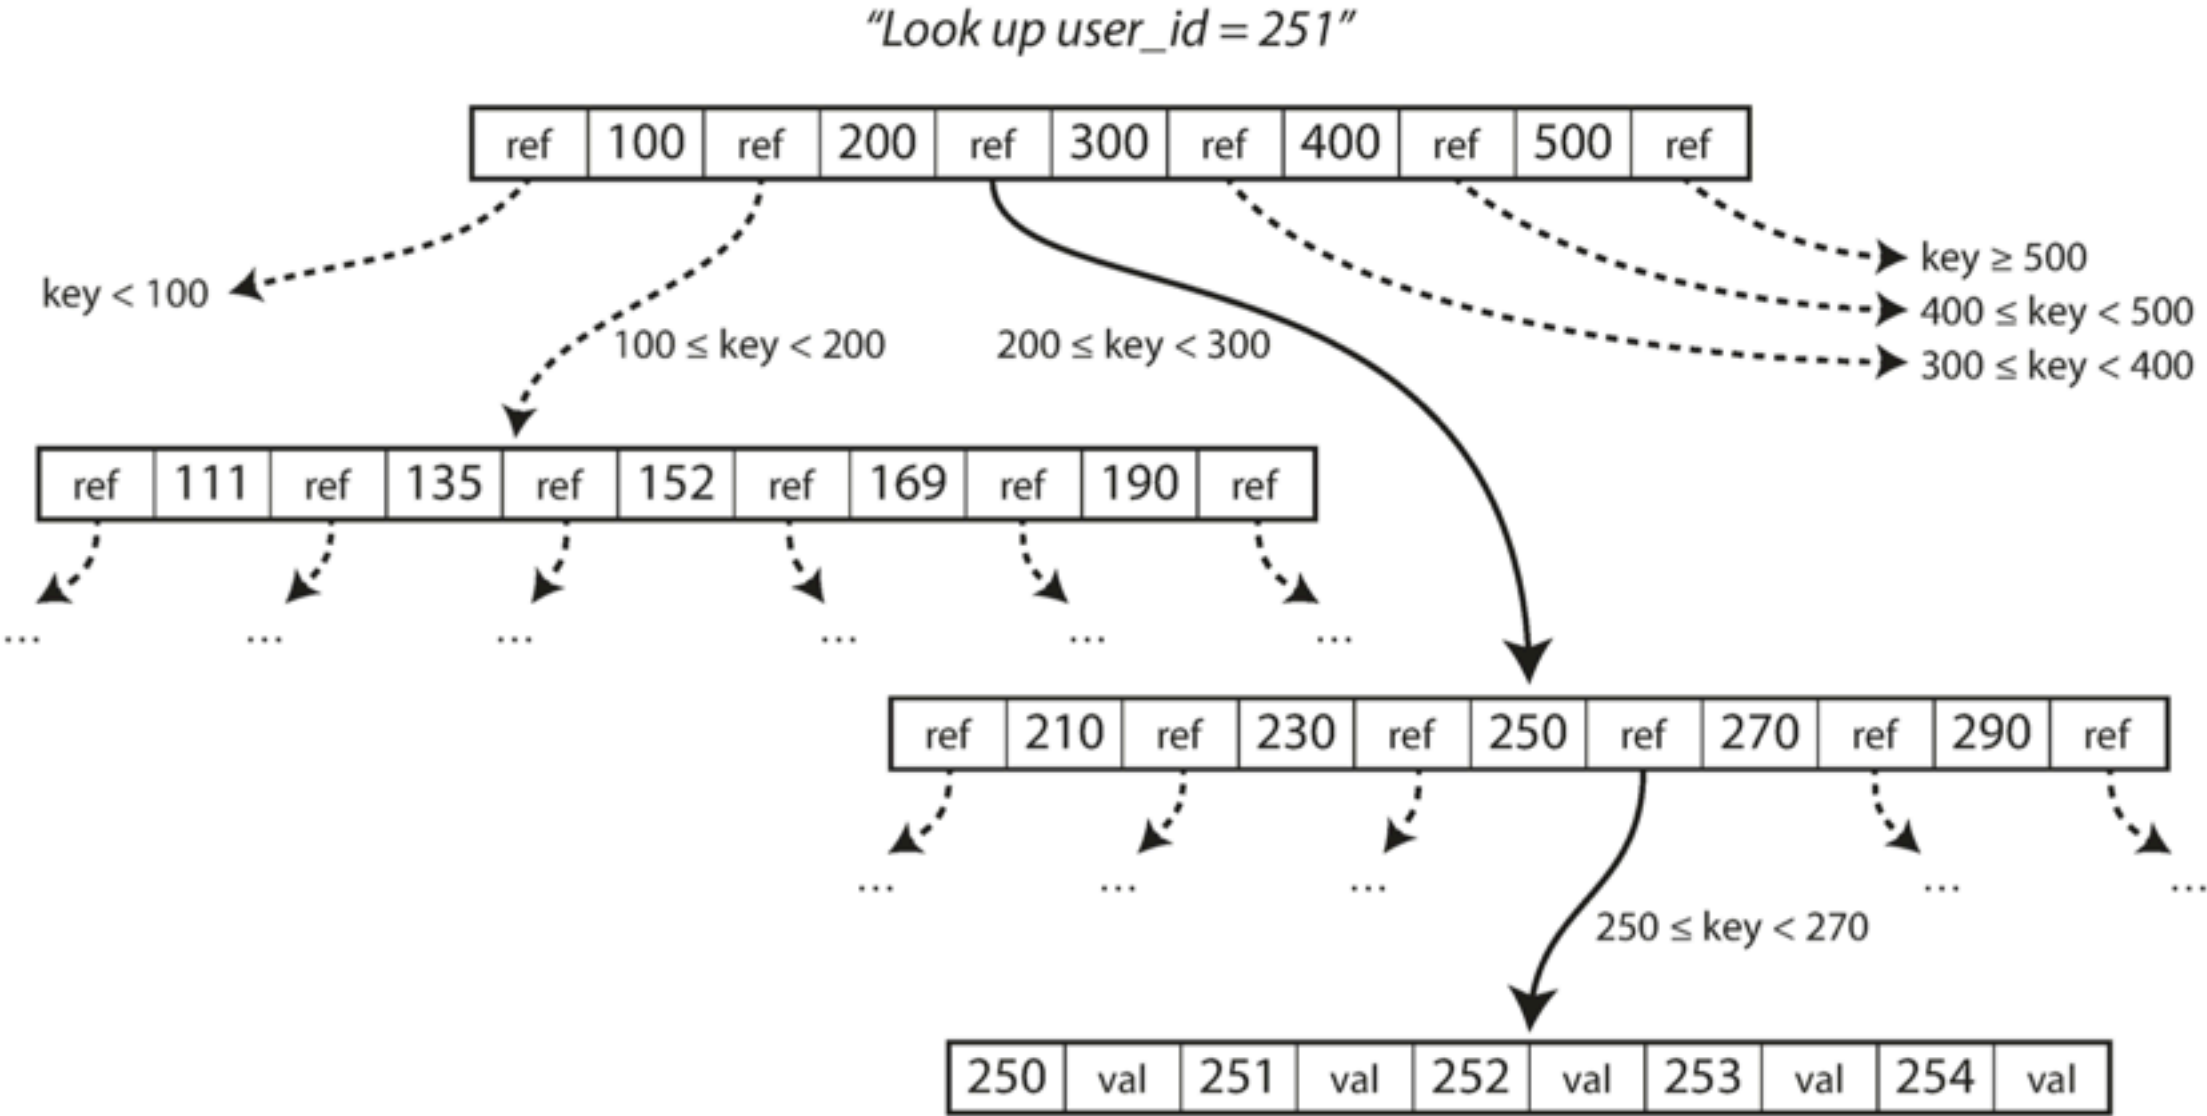 “Look up user_id = 251”
ref 100 ref 200 ref 300 ref 400 ref 500 ref
key < 100
100 ≤ key < 200
200 ≤ key < 300
key ≥ 500
400 ≤ key < 500
300 ≤ key < 400
ref 111 ref 135 ref 152 ref 169 ref 190 ref
... ... ... ... ... ...
ref 210 ref 230 ref 250 ref 270 ref 290 ref
... ... ... ... ...
250 ≤ key < 270
250 val 251 val 252 val 253 val 254 val